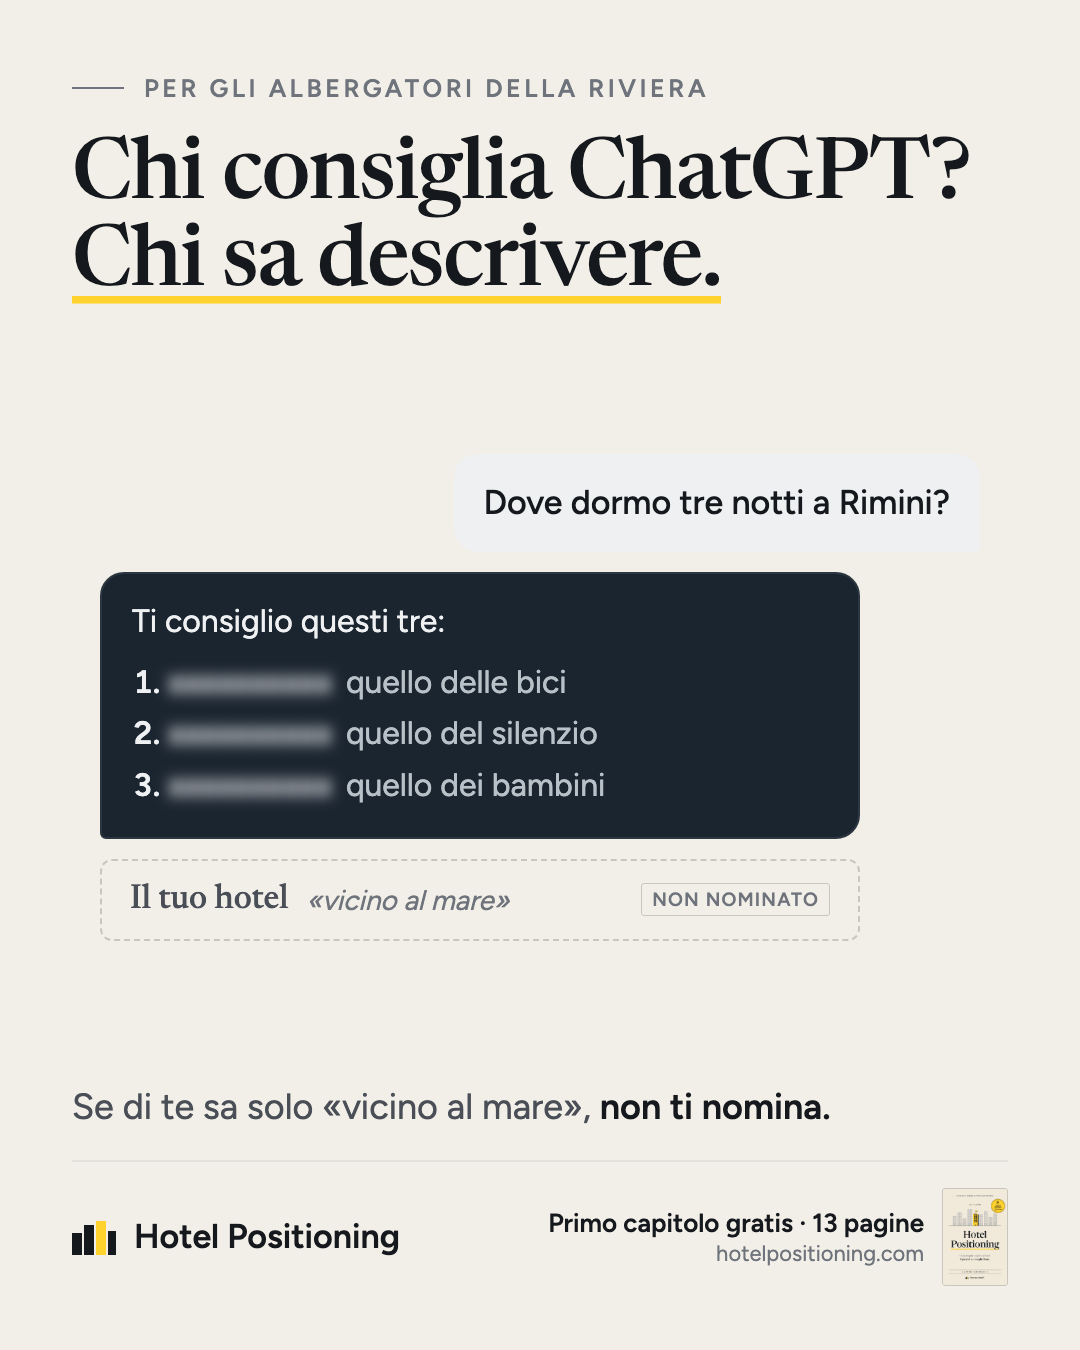 PER GLI ALBERGATORI DELLA RIVIERA
Chi consiglia ChatGPT?
Chi sa descrivere.
Dove dormo tre notti a Rimini?
Ti consiglio questi tre:
1. quello delle bici
2. quello del silenzio
3. quello dei bambini
Il tuo hotel «vicino al mare» NON NOMINATO
Se di te sa solo «vicino al mare», non ti nomina.
Hotel Positioning
Primo capitolo gratis · 13 pagine
hotelpositioning.com
Hotel
Positioning